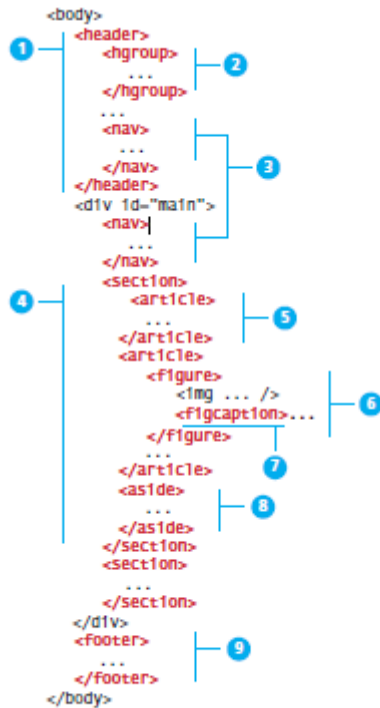 <body>
<header>
1
<hgroup>
2
...
</hgroup>
...
<nav>
...
3
</nav>
</header>
<div id="main">
<nav>
...
</nav>
4
<section>
<article>
5
...
</article>
<article>
<figure>
<img ... />
6
<figcaption>...
</figure>
7
...
</article>
<aside>
...
8
</aside>
</section>
<section>
...
</section>
</div>
<footer>
...
9
</footer>
</body>